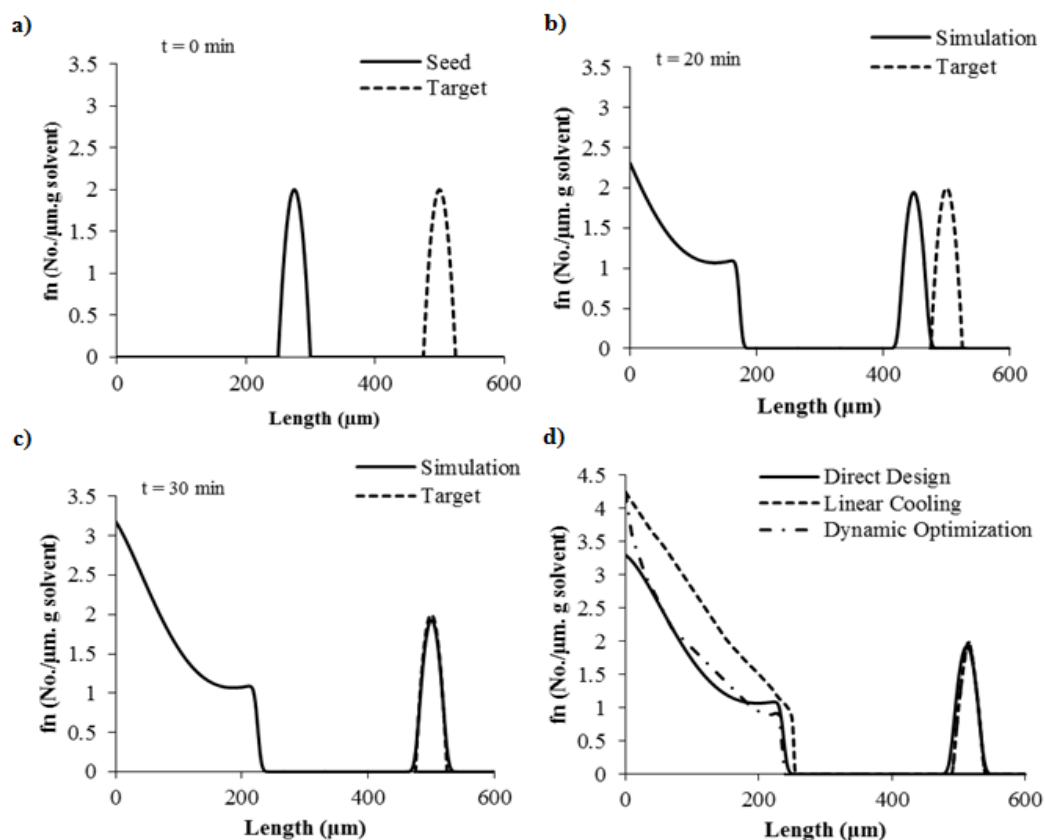 a)
t = 0 min
Seed
Target
fn (No./µm.g solvent)
3.5
3
2.5
2
1.5
1
0.5
0
0 200 400 600
Length (µm)
b)
t = 20 min
Simulation
Target
fn (No./µm. g solvent)
3.5
3
2.5
2
1.5
1
0.5
0
0 200 400 600
Length (µm)
c)
t = 30 min
Simulation
Target
fn (No./µm. g solvent)
3.5
3
2.5
2
1.5
1
0.5
0
0 200 400 600
Length (µm)
d)
Direct Design
Linear Cooling
Dynamic Optimization
fn (No./µm. g solvent)
4.5
4
3.5
3
2.5
2
1.5
1
0.5
0
0 200 400 600
Length (µm)